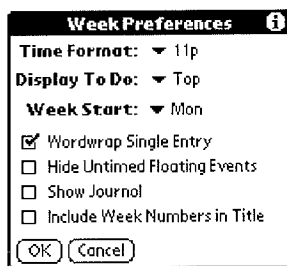 Week Preferences i
Time Format: 11p
Display To Do: Top
Week Start: Mon
Wordwrap Single Entry
Hide Untimed Floating Events
Show Journal
Include Week Numbers in Title
OK Cancel